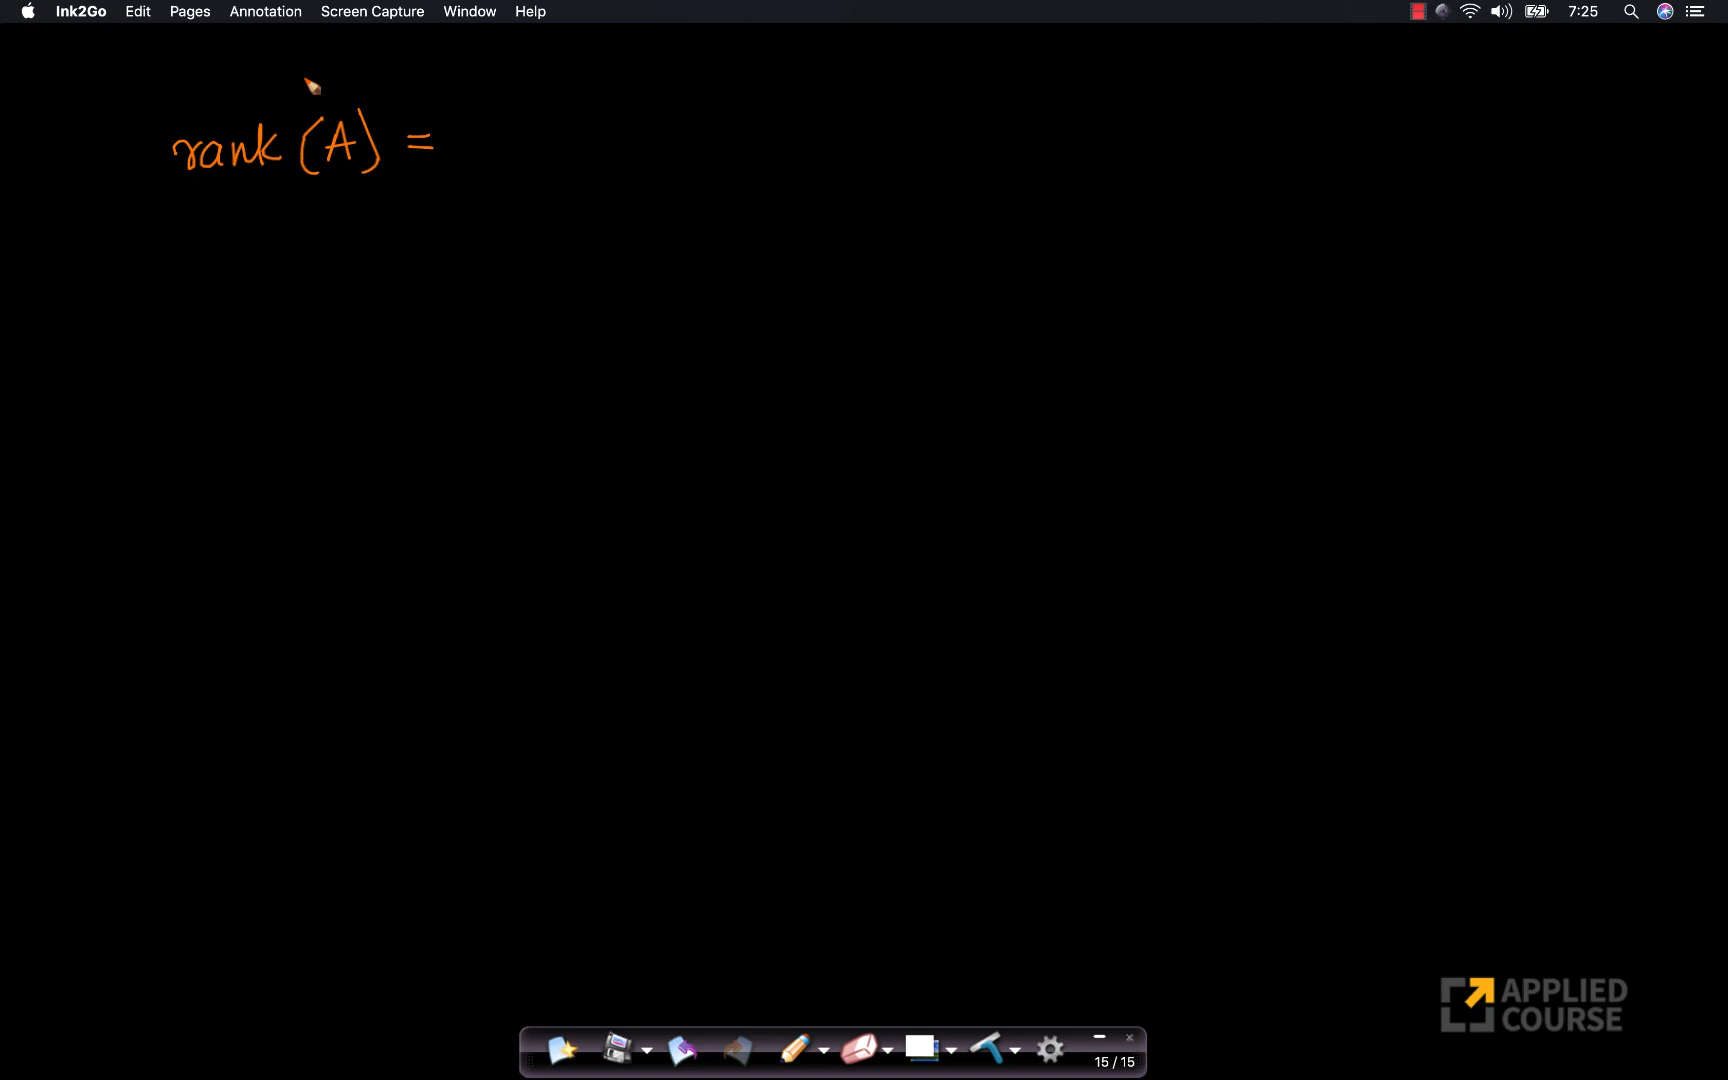 Ink2Go Edit Pages Annotation Screen Capture Window Help 7:25
rank (A) =
APPLIED
COURSE
15 / 15